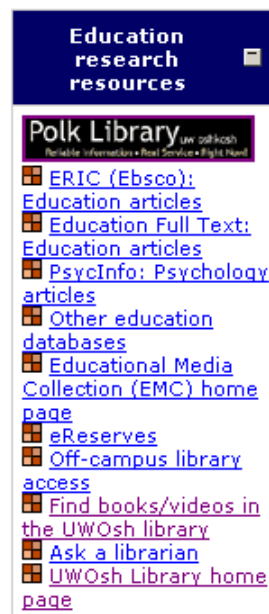 Education
research
resources
Polk Library uw oshkosh
Reliable Information • Real Service • Right Now!
ERIC (Ebsco):
Education articles
Education Full Text:
Education articles
PsycInfo: Psychology
articles
Other education
databases
Educational Media
Collection (EMC) home
page
eReserves
Off-campus library
access
Find books/videos in
the UWOsh library
Ask a librarian
UWOsh Library home
page